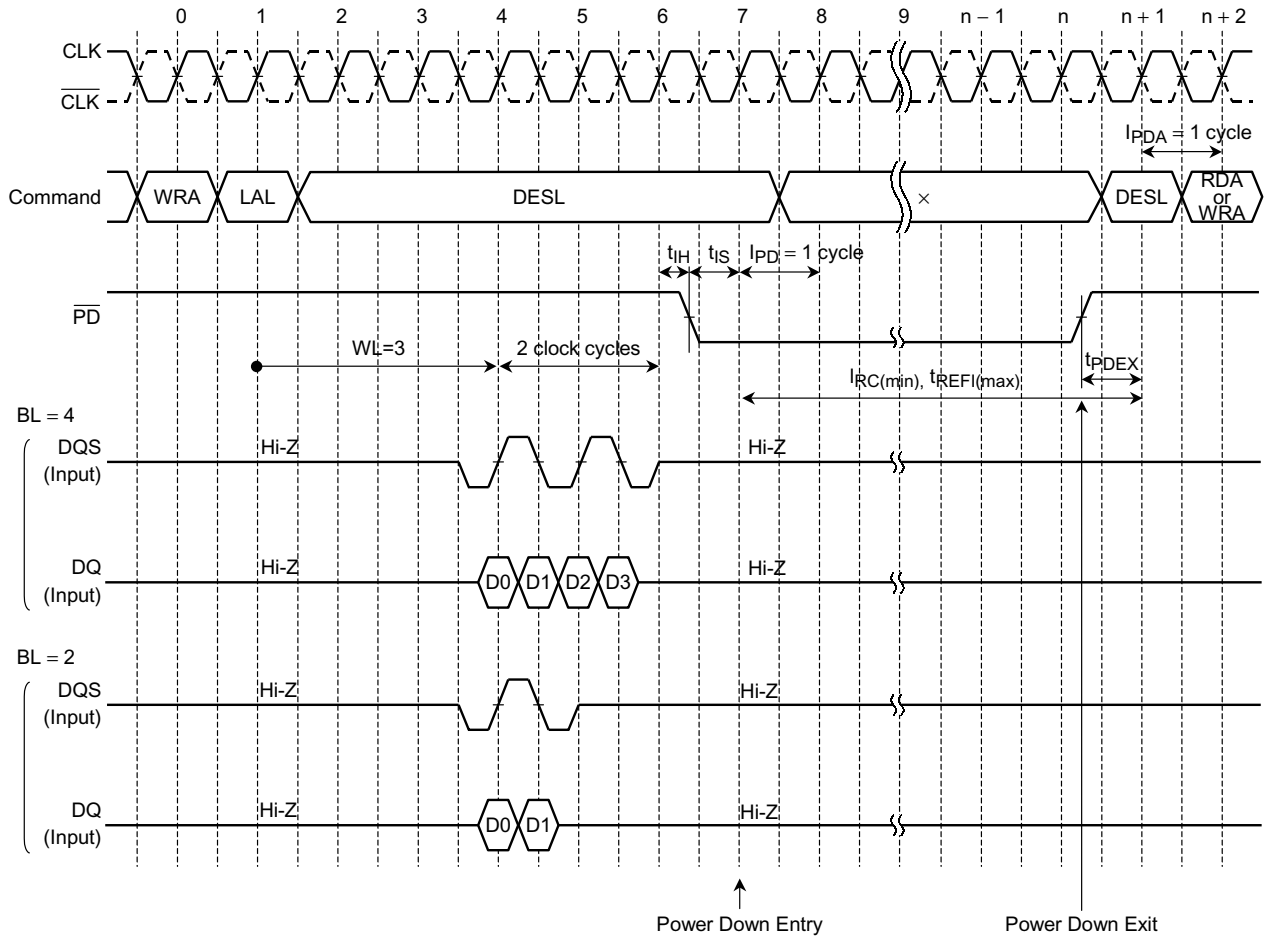 0 1 2 3 4 5 6 7 8 9 n − 1 n n + 1 n + 2
CLK
CLK
IPDA = 1 cycle
Command WRA LAL DESL × DESL RDA or WRA
tIH tIS IPD = 1 cycle
PD
WL=3 2 clock cycles
tPDEX
IRC(min), tREFI(max)
BL = 4
DQS (Input) Hi-Z Hi-Z
DQ (Input) Hi-Z D0 D1 D2 D3 Hi-Z
BL = 2
DQS (Input) Hi-Z Hi-Z
DQ (Input) Hi-Z D0 D1 Hi-Z
Power Down Entry Power Down Exit